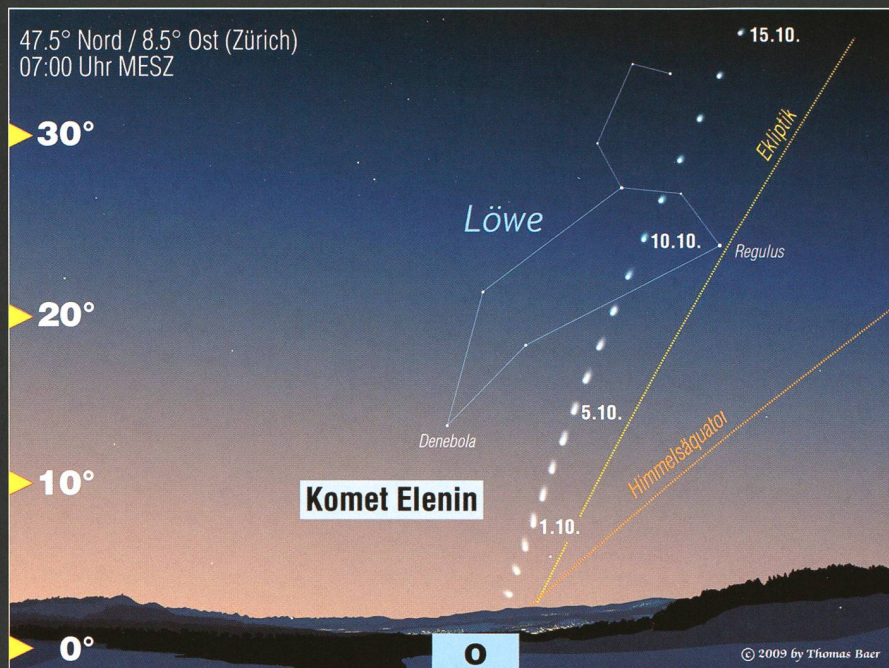 47.5° Nord / 8.5° Ost (Zürich)
07:00 Uhr MESZ
15.10.
30°
Ekliptik
Löwe
10.10.
Regulus
20°
5.10.
Himmelsäquator
Denebola
10°
Komet Elenin
1.10.
0°
O
© 2009 by Thomas Baer